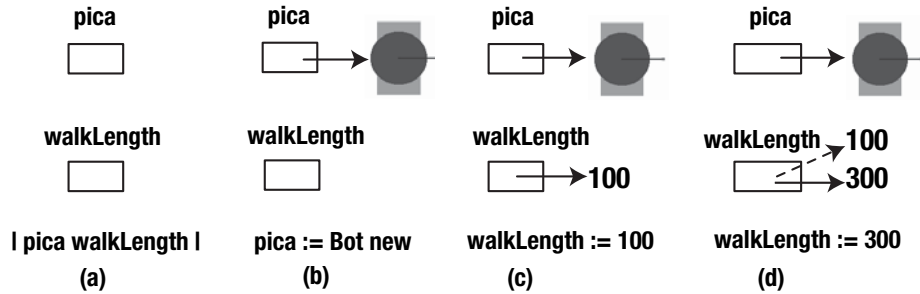 pica
pica
pica
pica
walkLength
walkLength
walkLength
100
walkLength
100
300
| pica walkLength |
pica := Bot new
walkLength := 100
walkLength := 300
(a)
(b)
(c)
(d)